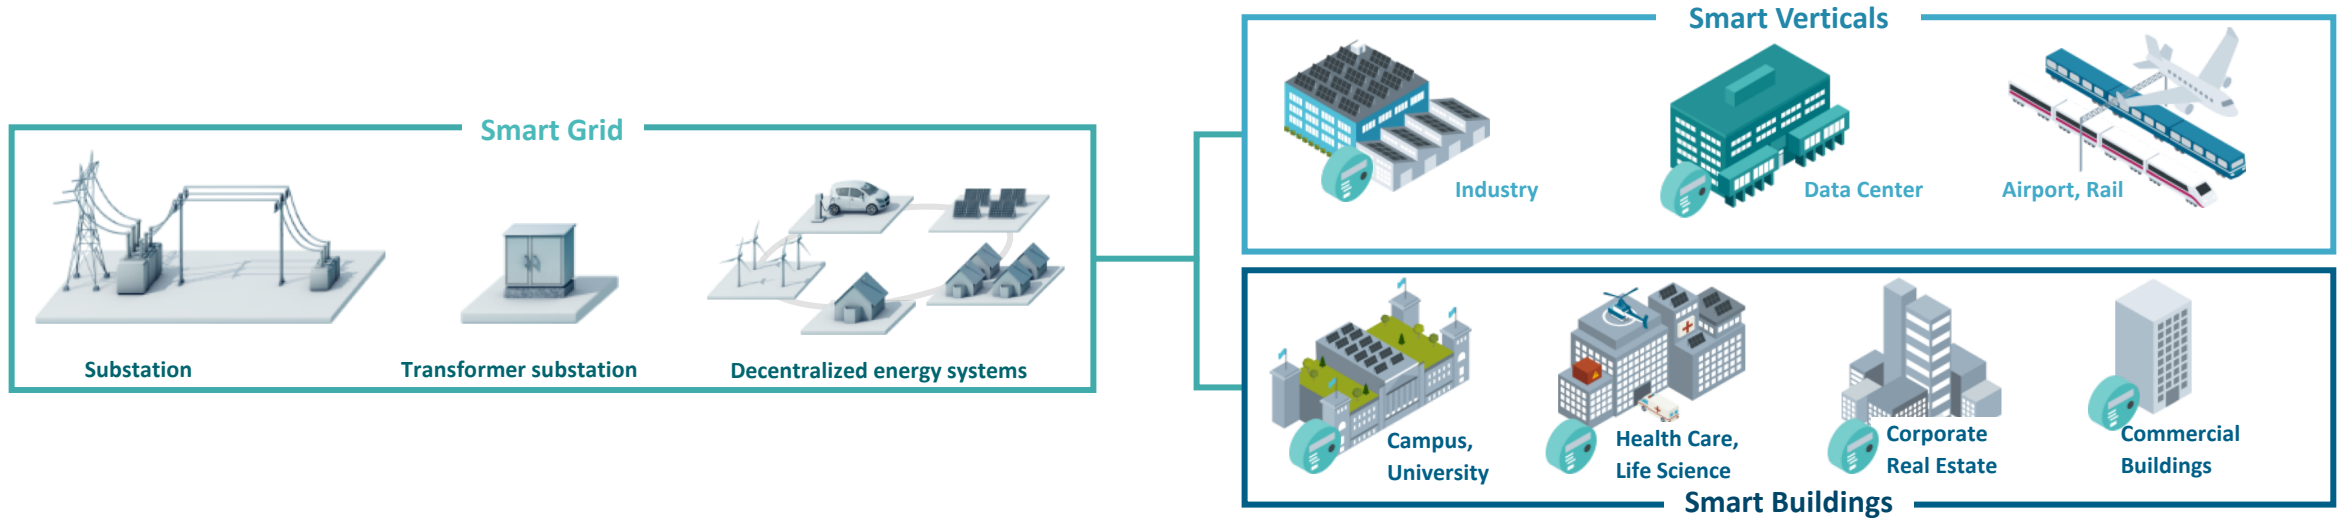 Smart Grid
Substation
Transformer substation
Decentralized energy systems
Smart Verticals
Industry
Data Center
Airport, Rail
Campus,
University
Health Care,
Life Science
Corporate
Real Estate
Commercial
Buildings
Smart Buildings